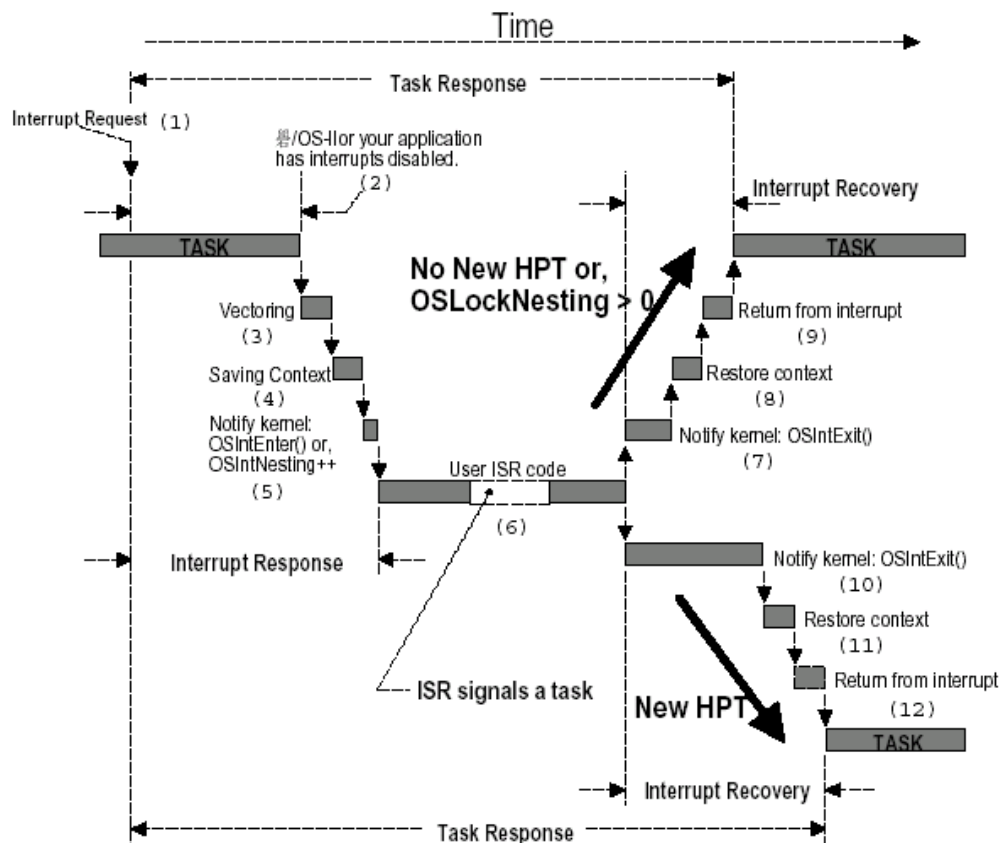 Time
Task Response
Interrupt Request (1)
/OS-II or your application
has interrupts disabled.
(2)
Interrupt Recovery
TASK
TASK
No New HPT or,
OSLockNesting > 0
Vectoring
(3)
Return from interrupt
(9)
Saving Context
(4)
Restore context
(8)
Notify kernel:
OSIntEnter() or,
OSIntNesting++
(5)
Notify kernel: OSIntExit()
(7)
User ISR code
(6)
Interrupt Response
Notify kernel: OSIntExit()
(10)
Restore context
(11)
ISR signals a task
Return from interrupt
(12)
New HPT
TASK
Interrupt Recovery
Task Response